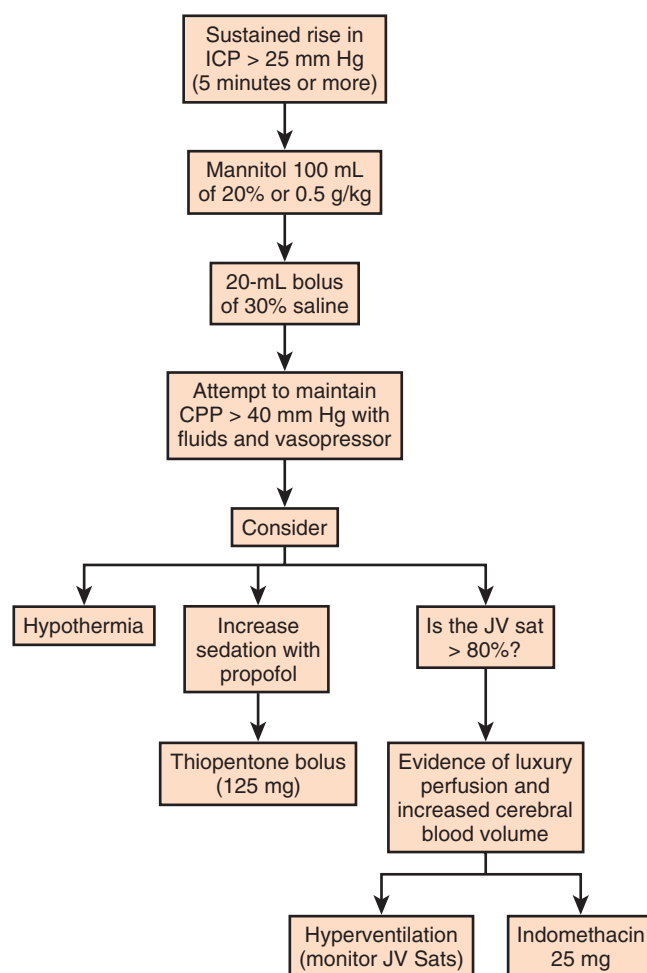 Sustained rise in
ICP > 25 mm Hg
(5 minutes or more)
Mannitol 100 mL
of 20% or 0.5 g/kg
20-mL bolus
of 30% saline
Attempt to maintain
CPP > 40 mm Hg with
fluids and vasopressor
Consider
Hypothermia
Increase
sedation with
propofol
Thiopentone bolus
(125 mg)
Is the JV sat
> 80%?
Evidence of luxury
perfusion and
increased cerebral
blood volume
Hyperventilation
(monitor JV Sats)
Indomethacin
25 mg